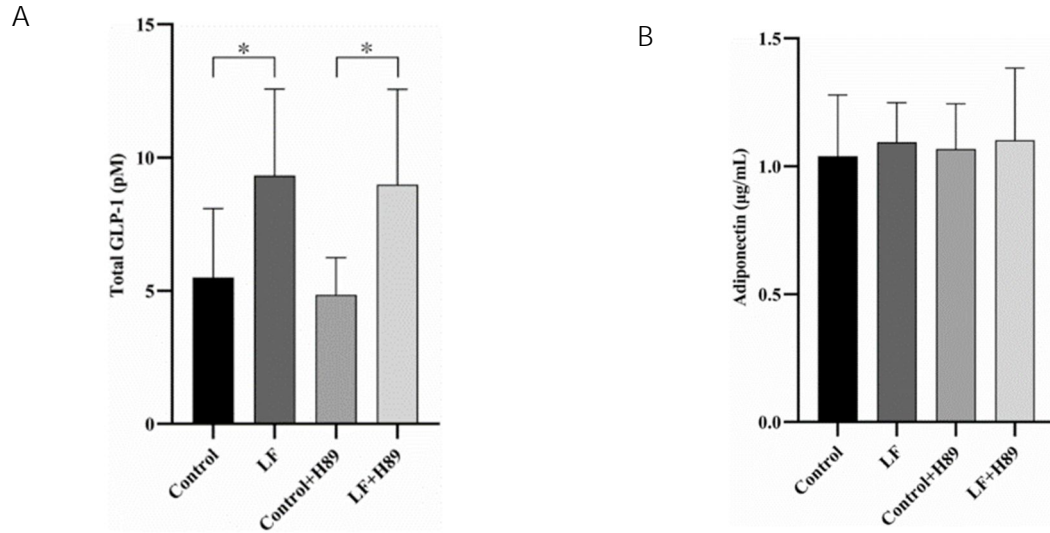 A
Total GLP-1 (pM)
15
10
5
0
*
*
Control
LF
Control+H89
LF+H89
B
Adiponectin (µg/mL)
1.5
1.0
0.5
0.0
Control
LF
Control+H89
LF+H89